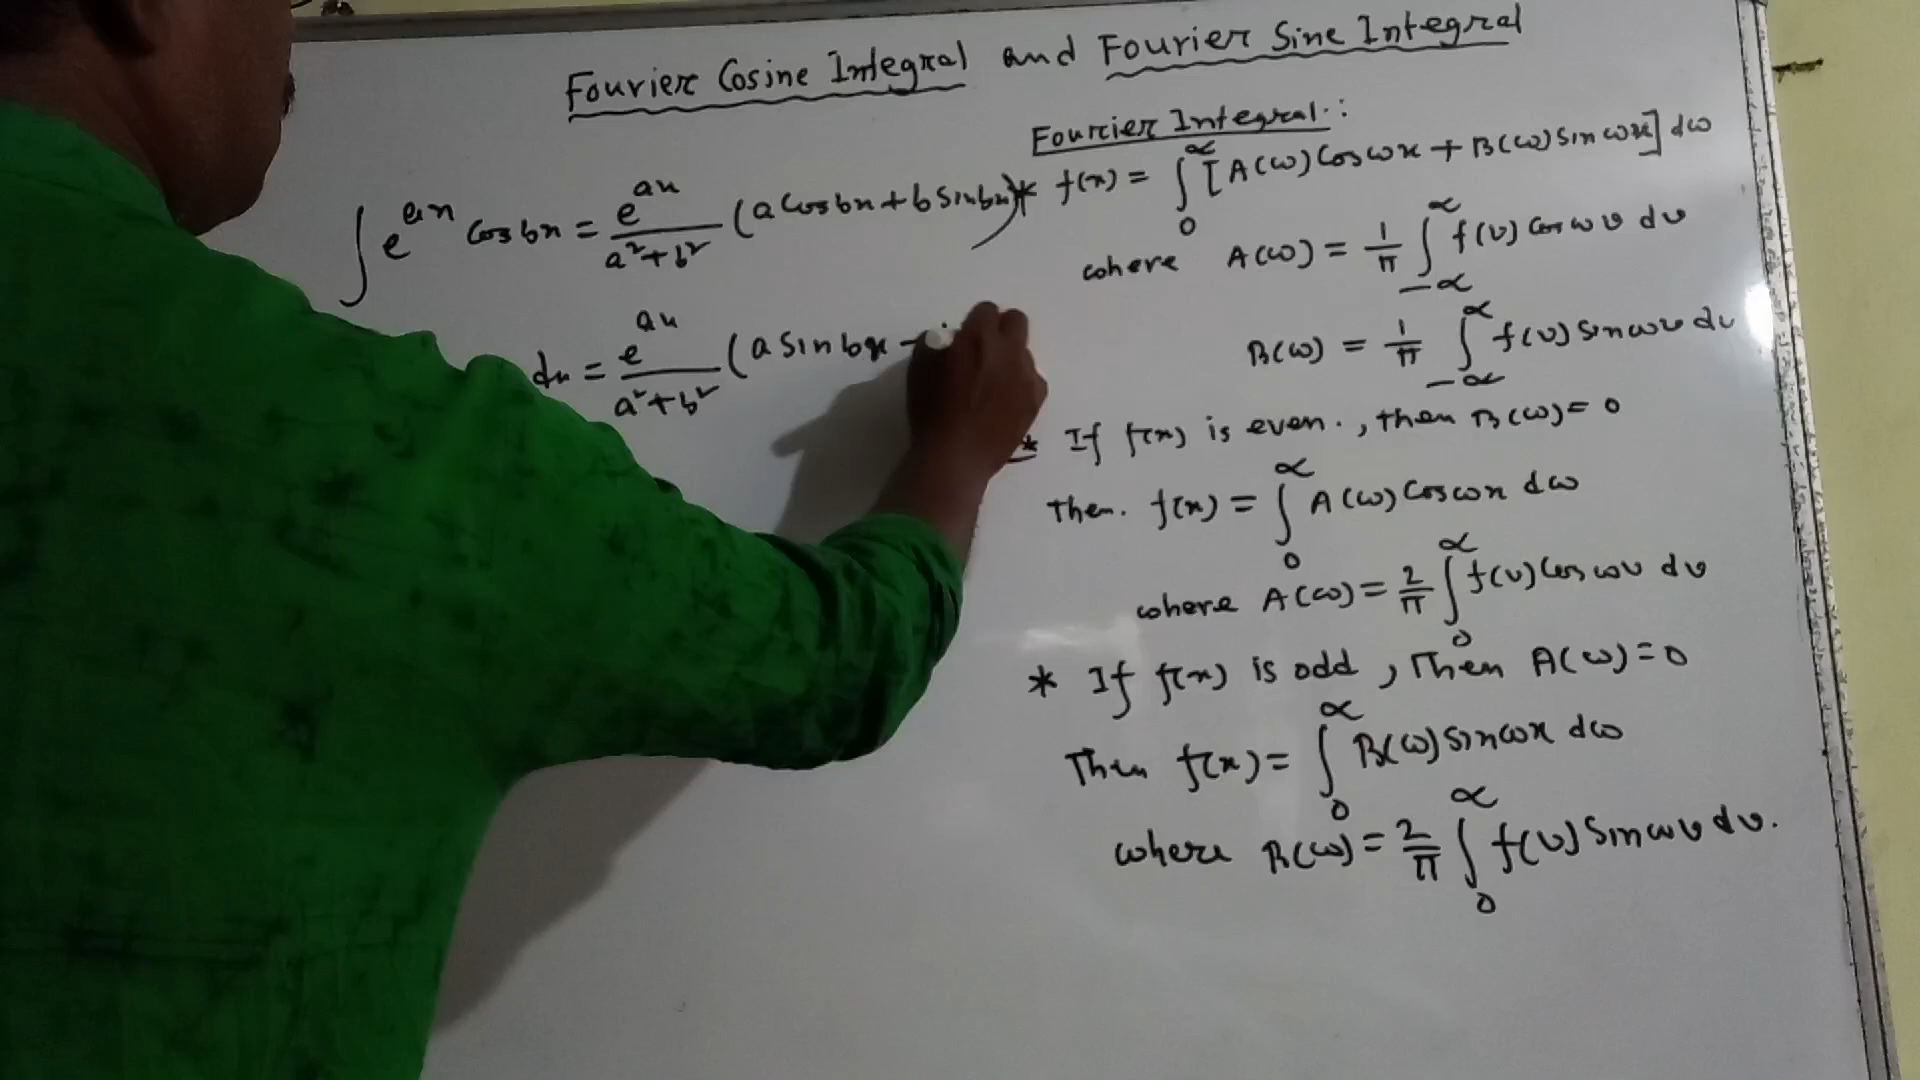 Fourier Cosine Integral and Fourier Sine Integral
∫ e^{ax} cos bx = e^{ax}/(a²+b²) (a cos bx + b sin bx)
dx = e^{ax}/(a²+b²) (a sin bx -
Fourier Integral :
* f(x) = ∫_0^∝ [A(ω) cos ωx + B(ω) sin ωx] dω
where A(ω) = 1/π ∫_{-∝}^∝ f(v) cos ωv dv
B(ω) = 1/π ∫_{-∝}^∝ f(v) sin ωv dv
* If f(x) is even., then B(ω) = 0
Then. f(x) = ∫_0^∝ A(ω) cos ωx dω
where A(ω) = 2/π ∫_0^∝ f(v) cos ωv dv
* If f(x) is odd, Then A(ω) = 0
Then f(x) = ∫_0^∝ B(ω) sin ωx dω
where B(ω) = 2/π ∫_0^∝ f(v) sin ωv dv.